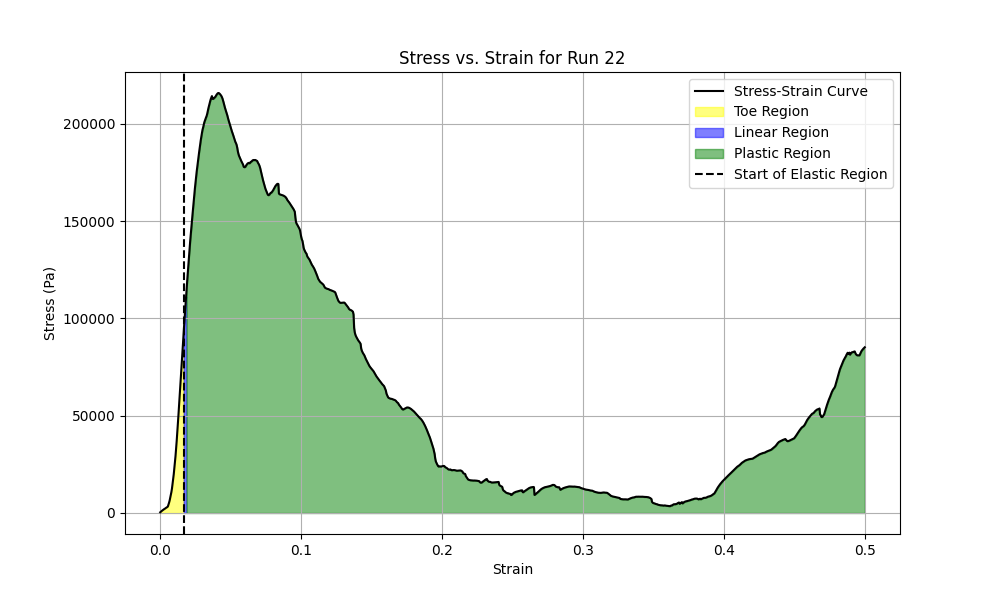 Stress vs. Strain for Run 22
Stress-Strain Curve
Toe Region
Linear Region
Plastic Region
Start of Elastic Region
Stress (Pa)
200000
150000
100000
50000
0
0.0 0.1 0.2 0.3 0.4 0.5
Strain